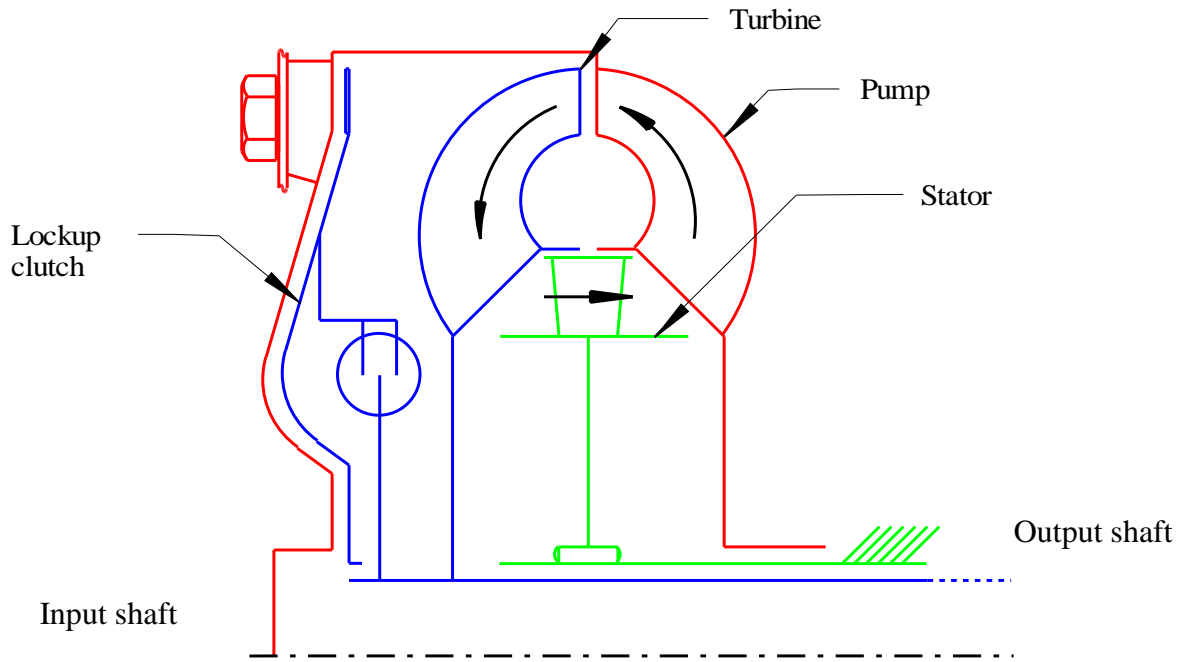 Turbine
Pump
Stator
Lockup
clutch
Output shaft
Input shaft